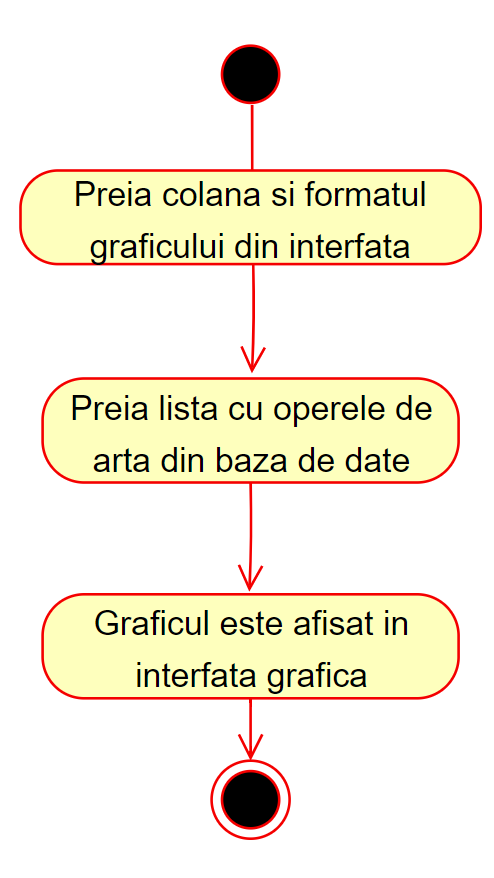 Preia colana si formatul
graficului din interfata
Preia lista cu operele de
arta din baza de date
Graficul este afisat in
interfata grafica